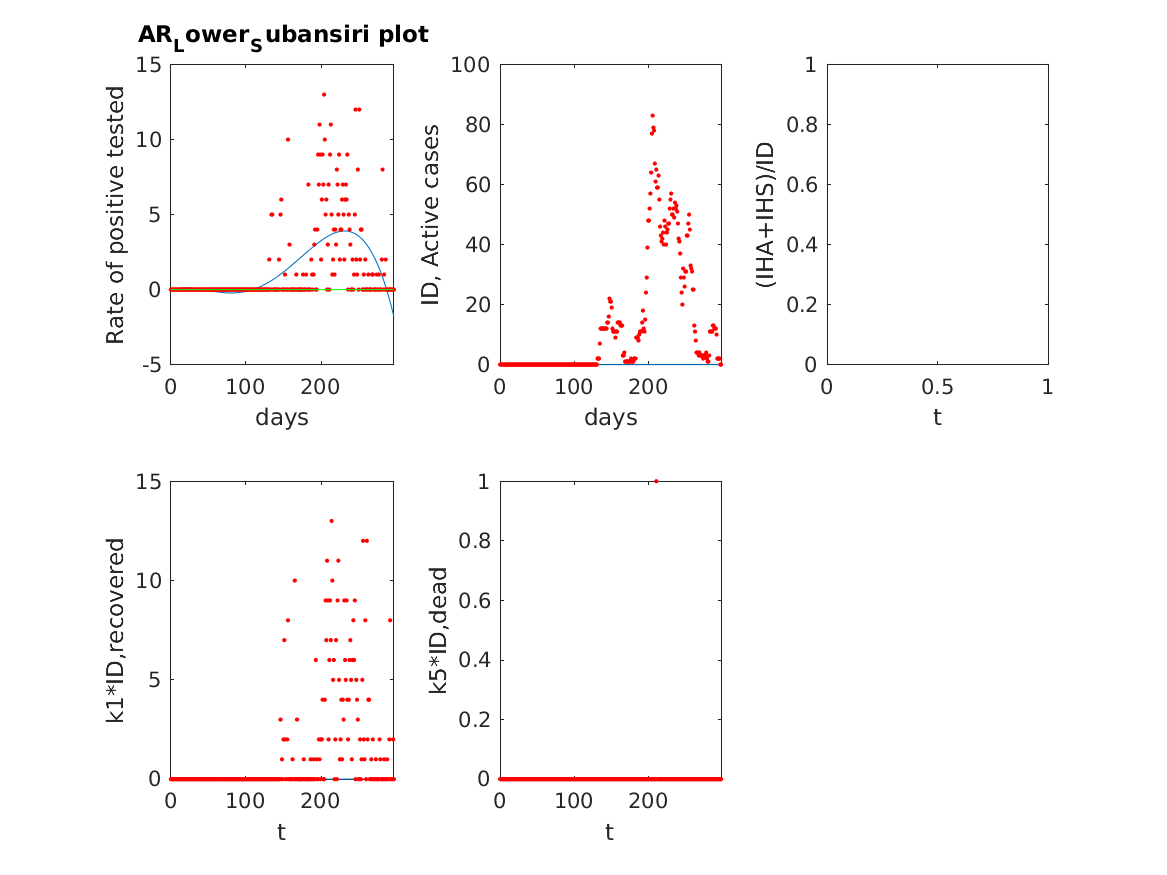 AR_Lower_Subansiri plot
15
10
5
0
-5
Rate of positive tested
0 100 200
days
100
80
60
40
20
0
ID, Active cases
0 100 200
days
1
0.8
0.6
0.4
0.2
0
(IHA+IHS)/ID
0 0.5 1
t
15
10
5
0
k1*ID,recovered
0 100 200
t
1
0.8
0.6
0.4
0.2
0
k5*ID,dead
0 100 200
t